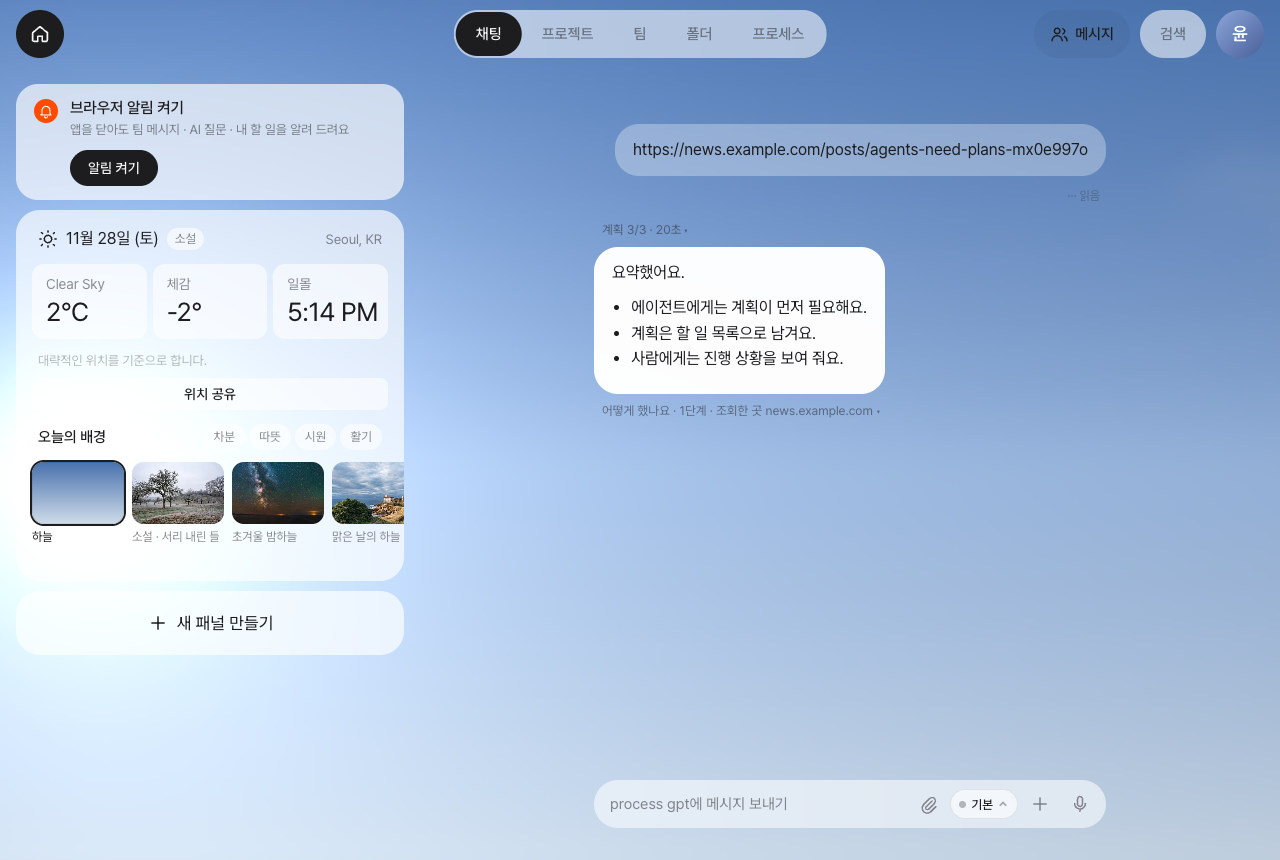 채팅
프로젝트
팀
폴더
프로세스
메시지
검색
윤
브라우저 알림 켜기
앱을 닫아도 팀 메시지 · AI 질문 · 내 할 일을 알려 드려요
알림 켜기
11월 28일 (토)
소설
Seoul, KR
Clear Sky
2°C
체감
-2°
일몰
5:14 PM
대략적인 위치를 기준으로 합니다.
위치 공유
오늘의 배경
차분
따뜻
시원
활기
하늘
소설 · 서리 내린 들
초겨울 밤하늘
맑은 날의 하늘
새 패널 만들기
https://news.example.com/posts/agents-need-plans-mx0e997o
— 읽음
계획 3/3 · 20초
요약했어요.
• 에이전트에게는 계획이 먼저 필요해요.
• 계획은 할 일 목록으로 남겨요.
• 사람에게는 진행 상황을 보여 줘요.
어떻게 했나요 · 1단계 · 조회한 곳 news.example.com
process gpt에 메시지 보내기
기본